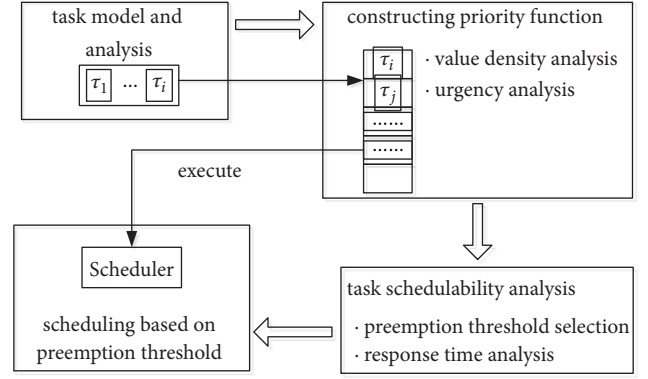 task model and
analysis
τ1 ... τi
constructing priority function
τi
τj
......
......
· value density analysis
· urgency analysis
execute
Scheduler
scheduling based on
preemption threshold
task schedulability analysis
· preemption threshold selection
· response time analysis